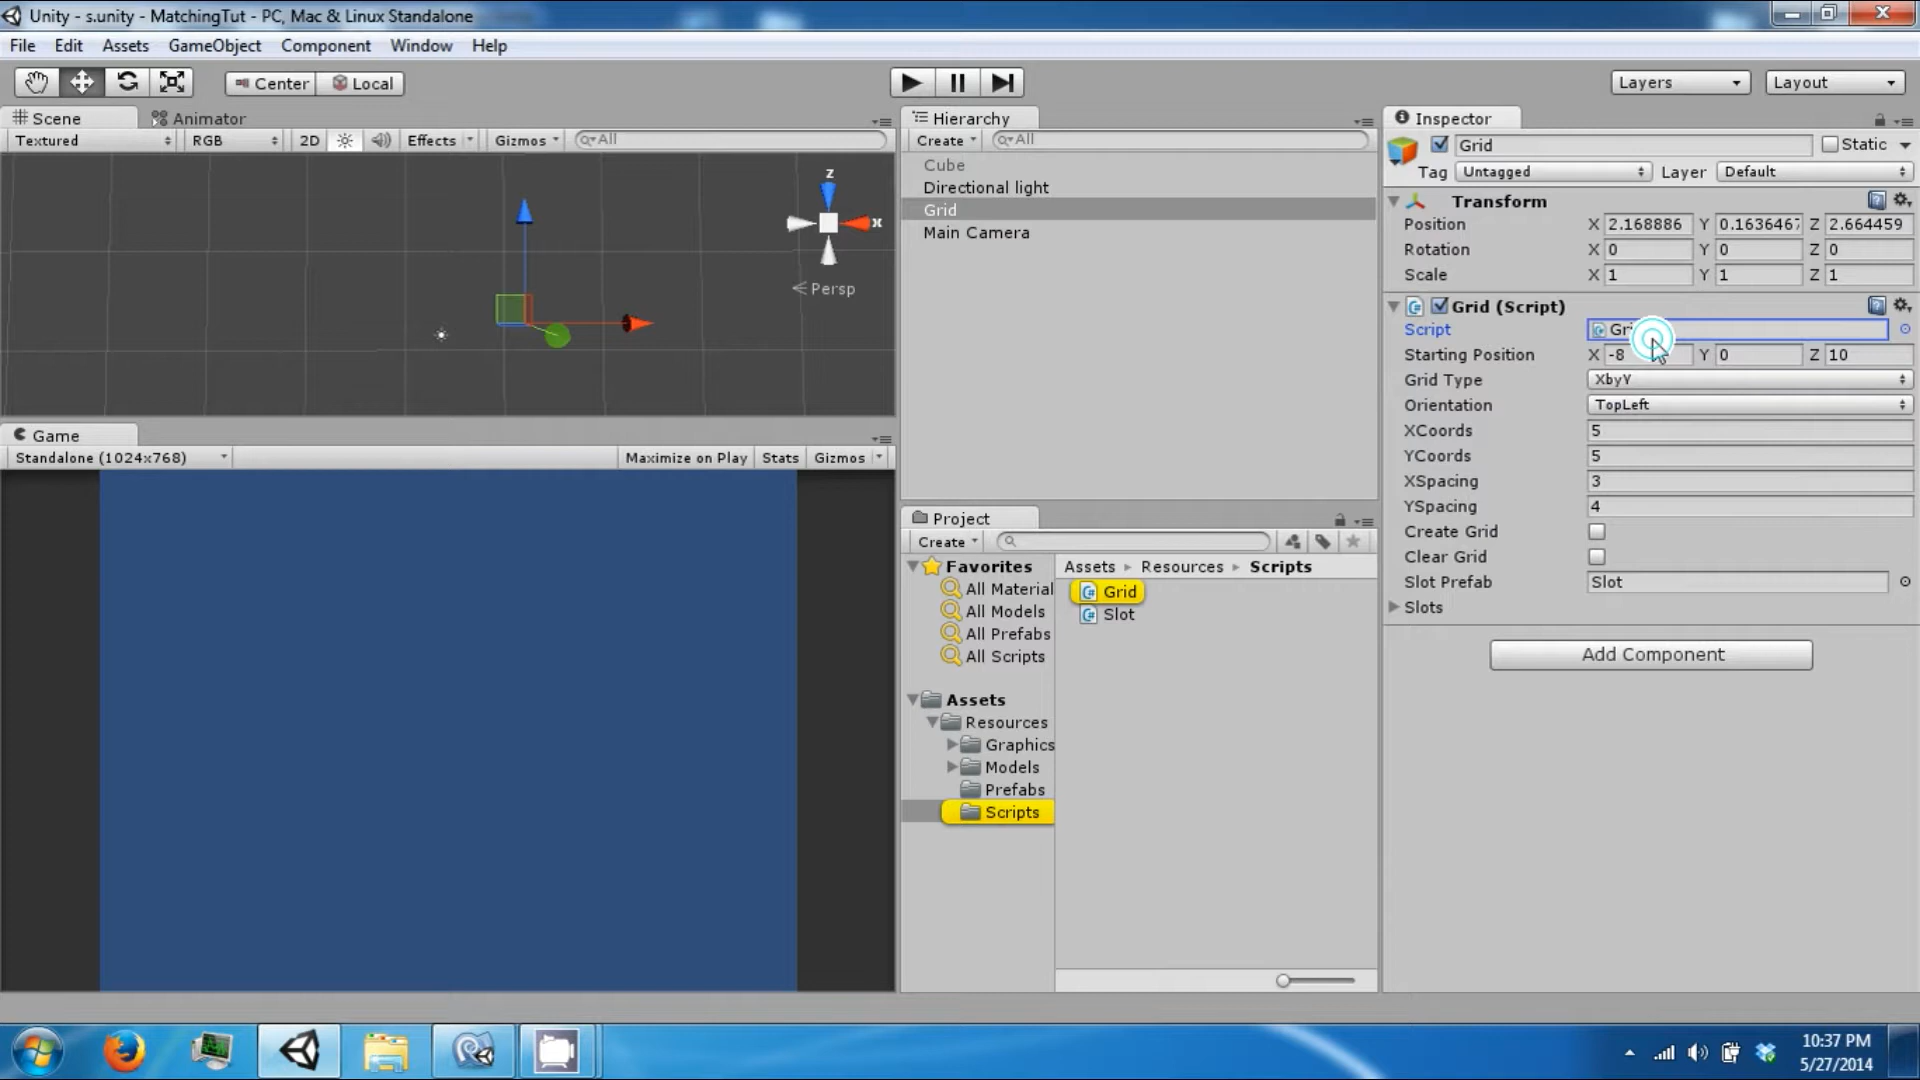 Unity - s.unity - MatchingTut - PC, Mac & Linux Standalone
File Edit Assets GameObject Component Window Help
Center Local Layers Layout
Scene Animator
Textured RGB 2D Effects Gizmos All
z
x
Persp
Game
Standalone (1024x768) Maximize on Play Stats Gizmos
Hierarchy
Create All
Cube
Directional light
Grid
Main Camera
Project
Create
Favorites
All Material
All Models
All Prefabs
All Scripts
Assets
Resources
Graphics
Models
Prefabs
Scripts
Assets Resources Scripts
Grid
Slot
Inspector
Grid Static
Tag Untagged Layer Default
Transform
Position X 2.168886 Y 0.1636467 Z 2.664459
Rotation X 0 Y 0 Z 0
Scale X 1 Y 1 Z 1
Grid (Script)
Script
Starting Position X -8 Y 0 Z 10
Grid Type XbyY
Orientation TopLeft
XCoords 5
YCoords 5
XSpacing 3
YSpacing 4
Create Grid
Clear Grid
Slot Prefab Slot
Slots
Add Component
10:37 PM
5/27/2014